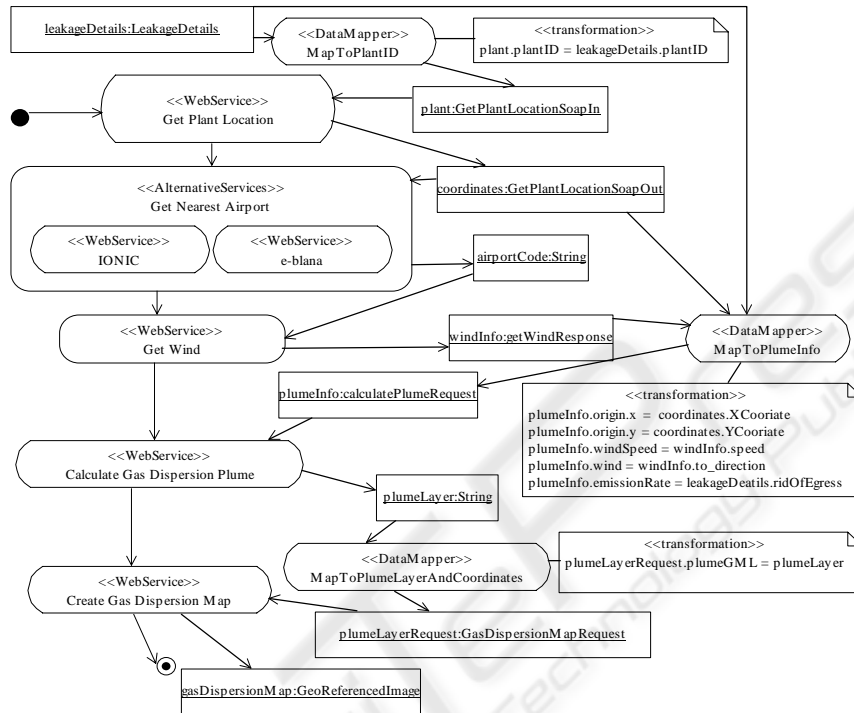 leakageDetails:LeakageDetails
<<DataMapper>>
MapToPlantID
<<transformation>>
plant.plantID = leakageDetails.plantID
<<WebService>>
Get Plant Location
plant:GetPlantLocationSoapIn
<<AlternativeServices>>
Get Nearest Airport
coordinates:GetPlantLocationSoapOut
<<WebService>>
IONIC
<<WebService>>
e-blana
airportCode:String
<<WebService>>
Get Wind
windInfo:getWindResponse
<<DataMapper>>
MapToPlumeInfo
plumeInfo:calculatePlumeRequest
<<transformation>>
plumeInfo.origin.x = coordinates.XCooriate
plumeInfo.origin.y = coordinates.YCooriate
plumeInfo.windSpeed = windInfo.speed
plumeInfo.wind = windInfo.to_direction
plumeInfo.emissionRate = leakageDeatils.ridOfEgress
<<WebService>>
Calculate Gas Dispersion Plume
plumeLayer:String
<<DataMapper>>
MapToPlumeLayerAndCoordinates
<<transformation>>
plumeLayerRequest.plumeGML = plumeLayer
<<WebService>>
Create Gas Dispersion Map
plumeLayerRequest:GasDispersionMapRequest
gasDispersionMap:GeoReferencedImage